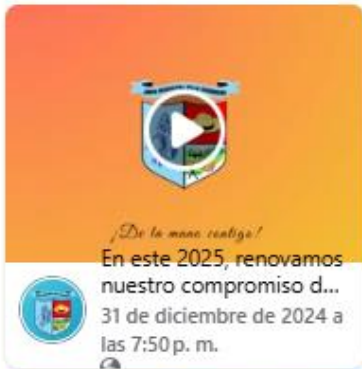 ¡De la mano contigo!
En este 2025, renovamos
nuestro compromiso d...
31 de diciembre de 2024 a
las 7:50 p. m.